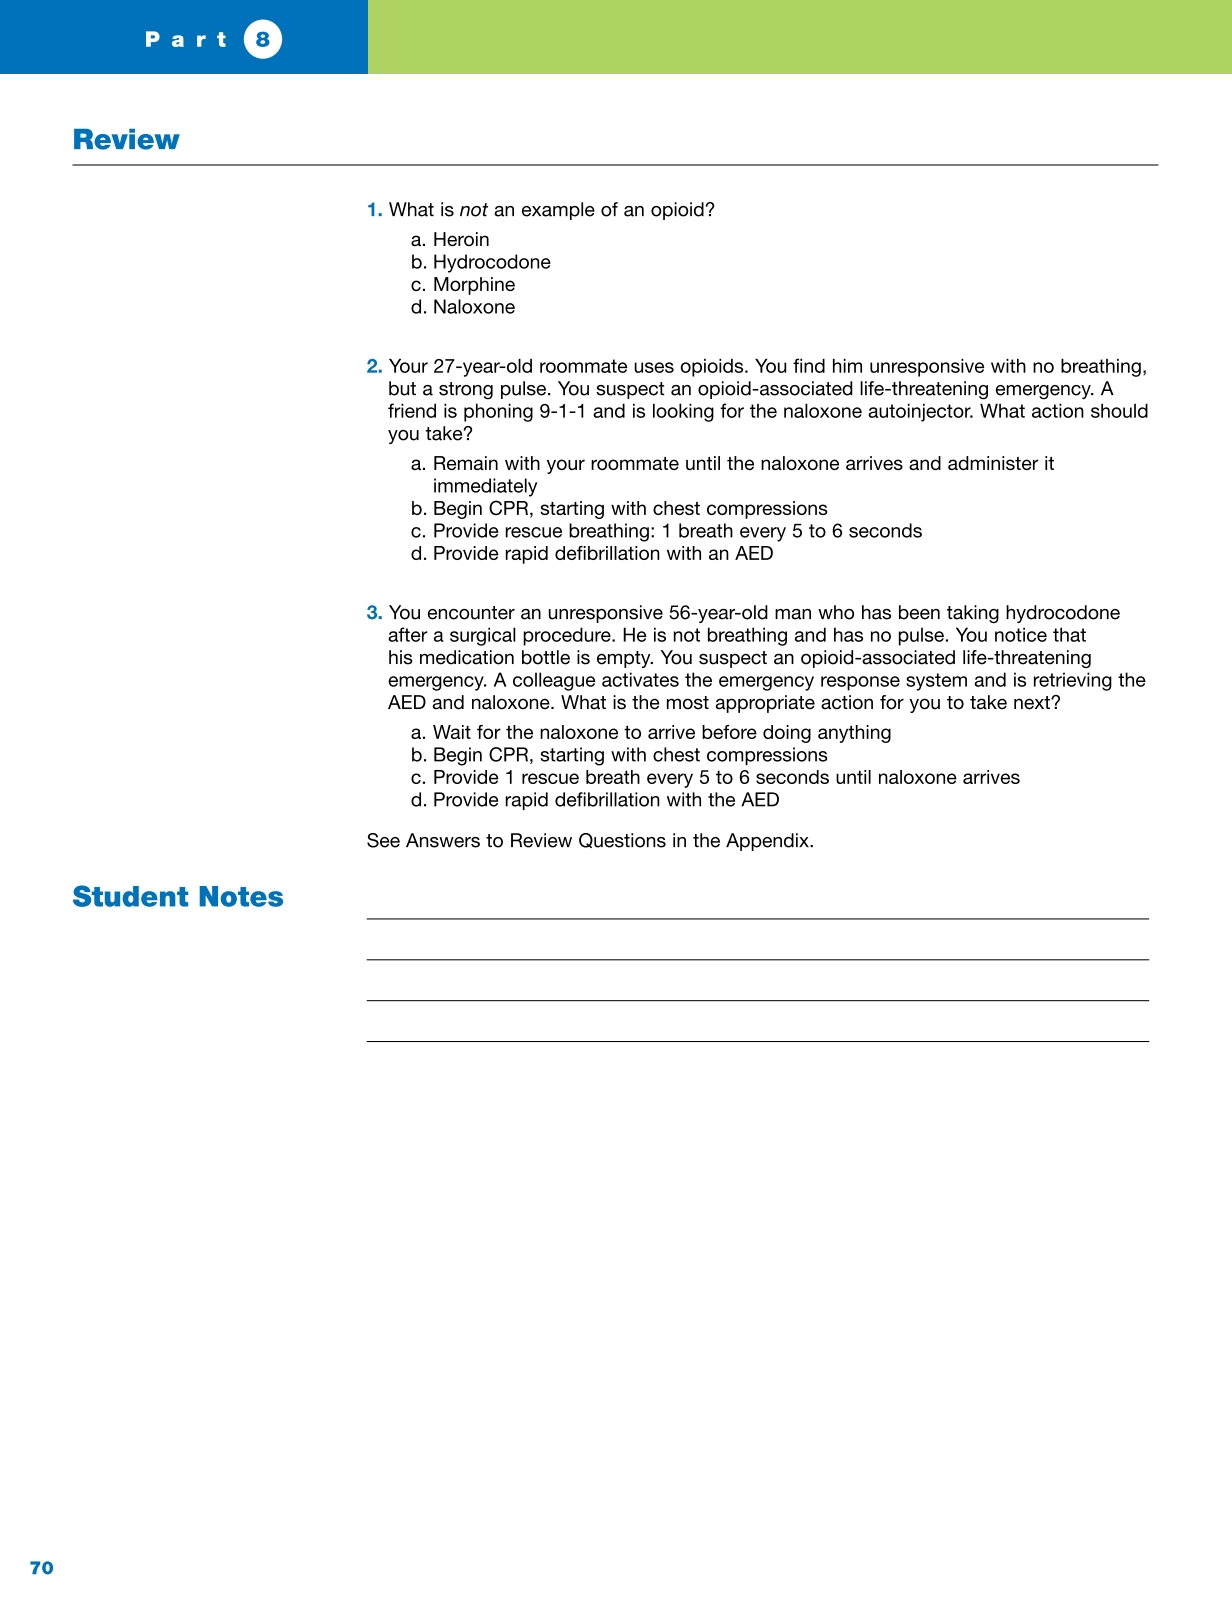 Part 8
Review
1. What is not an example of an opioid?
a. Heroin
b. Hydrocodone
c. Morphine
d. Naloxone
2. Your 27-year-old roommate uses opioids. You find him unresponsive with no breathing,
but a strong pulse. You suspect an opioid-associated life-threatening emergency. A
friend is phoning 9-1-1 and is looking for the naloxone autoinjector. What action should
you take?
a. Remain with your roommate until the naloxone arrives and administer it
immediately
b. Begin CPR, starting with chest compressions
c. Provide rescue breathing: 1 breath every 5 to 6 seconds
d. Provide rapid defibrillation with an AED
3. You encounter an unresponsive 56-year-old man who has been taking hydrocodone
after a surgical procedure. He is not breathing and has no pulse. You notice that
his medication bottle is empty. You suspect an opioid-associated life-threatening
emergency. A colleague activates the emergency response system and is retrieving the
AED and naloxone. What is the most appropriate action for you to take next?
a. Wait for the naloxone to arrive before doing anything
b. Begin CPR, starting with chest compressions
c. Provide 1 rescue breath every 5 to 6 seconds until naloxone arrives
d. Provide rapid defibrillation with the AED
See Answers to Review Questions in the Appendix.
Student Notes
70